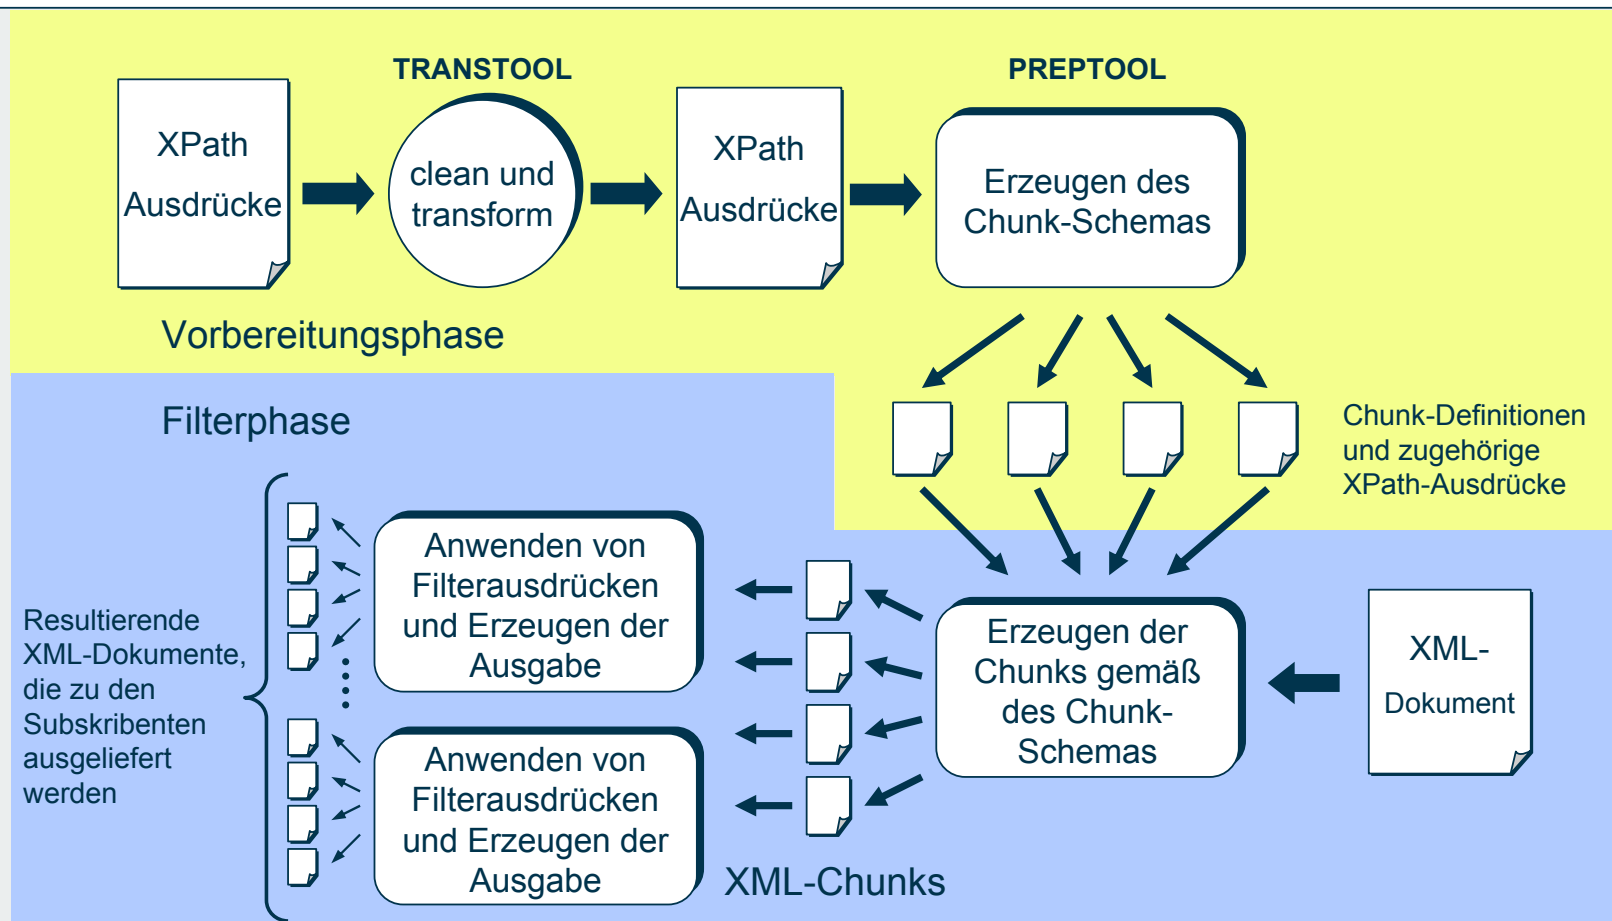 TRANSTOOL
PREPTOOL
XPath
Ausdrücke
clean und
transform
XPath
Ausdrücke
Erzeugen des
Chunk-Schemas
Vorbereitungsphase
Filterphase
Chunk-Definitionen
und zugehörige
XPath-Ausdrücke
Resultierende
XML-Dokumente,
die zu den
Subskribenten
ausgeliefert
werden
Anwenden von
Filterausdrücken
und Erzeugen der
Ausgabe
Anwenden von
Filterausdrücken
und Erzeugen der
Ausgabe
XML-Chunks
Erzeugen der
Chunks gemäß
des Chunk-
Schemas
XML-
Dokument